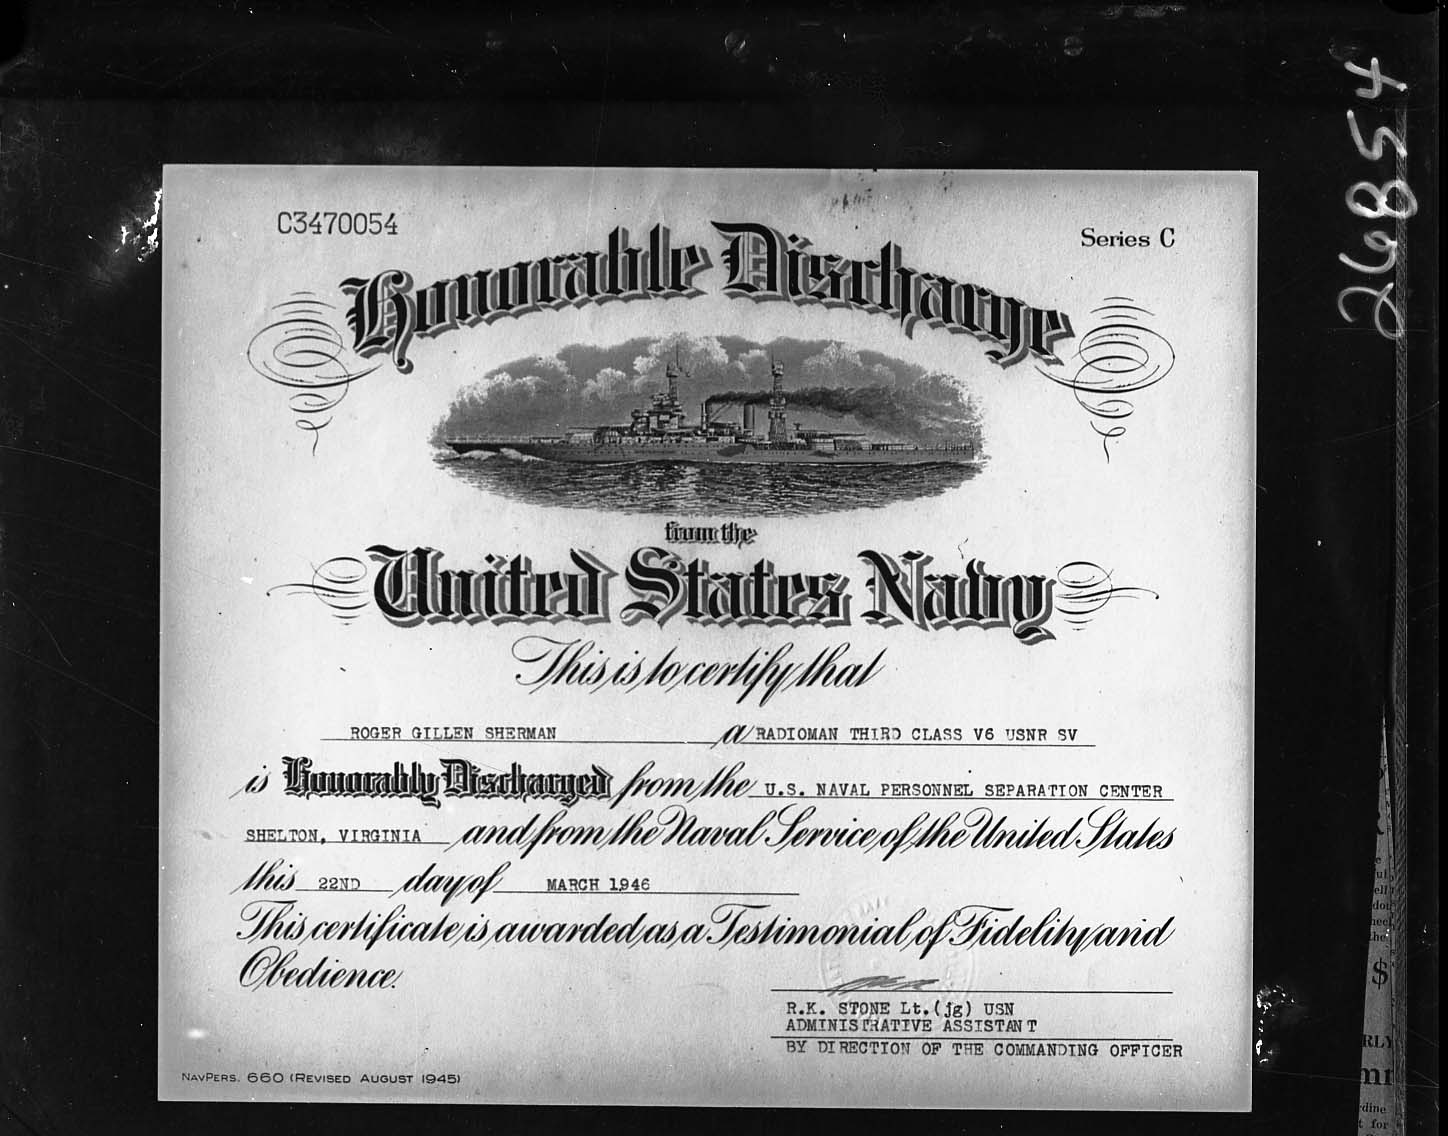 26854
C3470054
Series C
Honorable Discharge
from the
United States Navy
This is to certify that
ROGER GILLEN SHERMAN a RADIOMAN THIRD CLASS V6 USNR SV
is Honorably Discharged from the U.S. NAVAL PERSONNEL SEPARATION CENTER
SHELTON, VIRGINIA and from the Naval Service of the United States
this 22ND day of MARCH 1946
This certificate is awarded as a Testimonial of Fidelity and
Obedience.
R.K. STONE Lt.(jg) USN
ADMINISTRATIVE ASSISTANT
BY DIRECTION OF THE COMMANDING OFFICER
NAVPERS. 660 (REVISED AUGUST 1945)
$